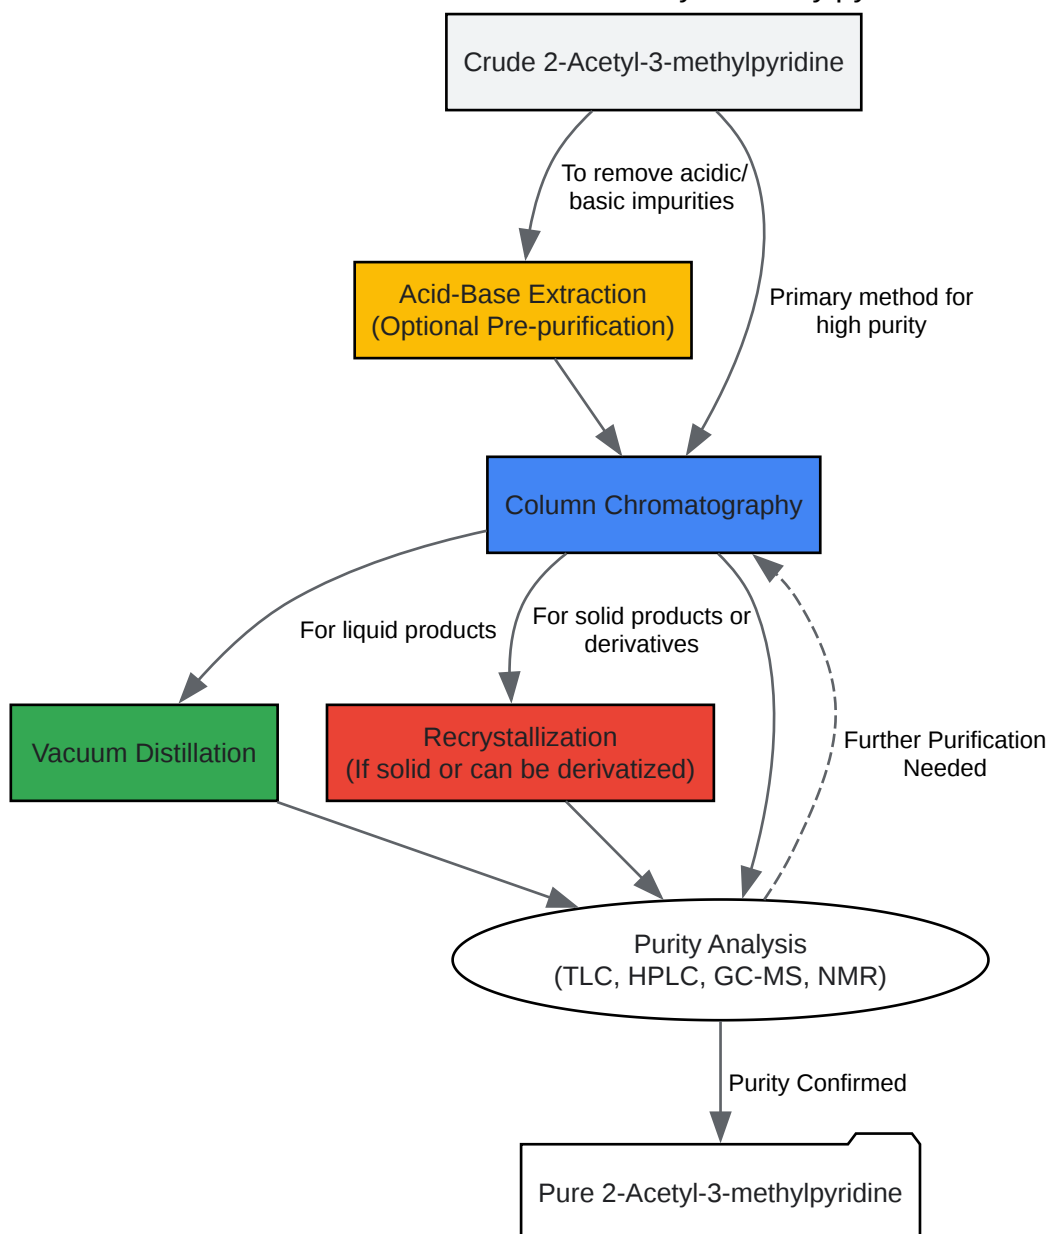 Crude 2-Acetyl-3-methylpyridine
To remove acidic/
basic impurities
Acid-Base Extraction
(Optional Pre-purification)
Primary method for
high purity
Column Chromatography
For liquid products
For solid products or
derivatives
Vacuum Distillation
Recrystallization
(If solid or can be derivatized)
Further Purification
Needed
Purity Analysis
(TLC, HPLC, GC-MS, NMR)
Purity Confirmed
Pure 2-Acetyl-3-methylpyridine